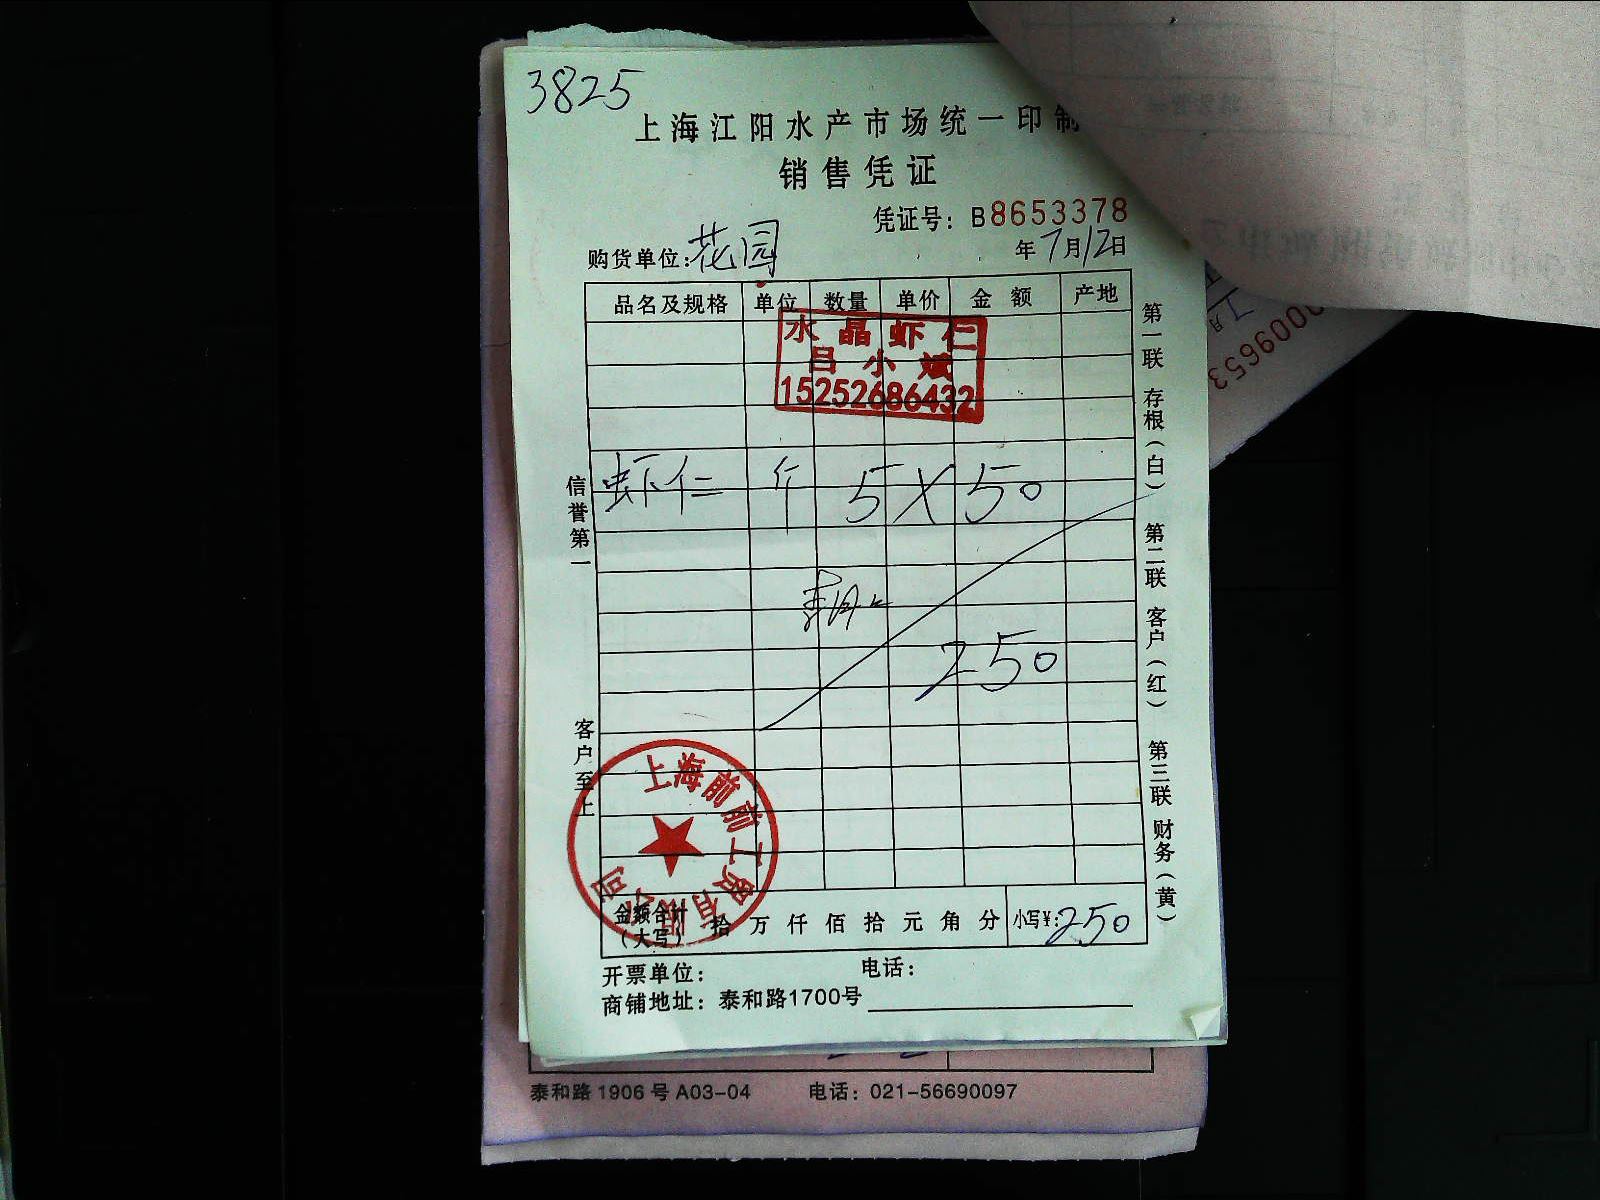 3825
上海江阳水产市场统一印制
销售凭证
凭证号：B8653378
购货单位：花园
年7月12日
品名及规格 单位 数量 单价 金额 产地
水晶虾仁
吕小斌
15252686432
虾仁 斤 5×50
250
信誉第一
客户至上
第一联 存根（白） 第二联 客户（红） 第三联 财务（黄）
上海前前工贸有限公司
金额合计（大写） 拾万仟佰拾元角分 小写¥：250
开票单位： 电话：
商铺地址：泰和路1700号
泰和路1906号A03-04 电话：021-56690097
009653